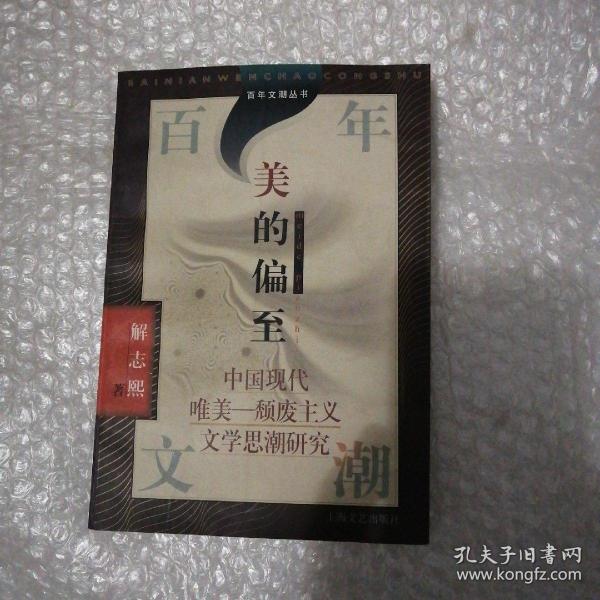 BAINIANWENCHAOCONGSHU
百年文潮丛书
百年
美的偏至
解志熙
著
中国现代
唯美—颓废主义
文学思潮研究
文潮
上海文艺出版社
孔夫子旧书网
www.kongfz.com